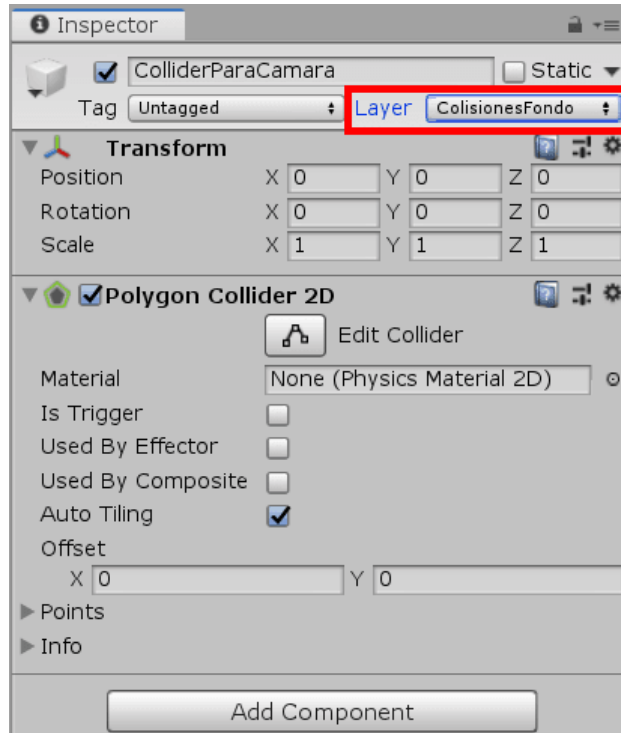 Inspector
ColliderParaCamara Static
Tag Untagged Layer ColisionesFondo
Transform
Position X 0 Y 0 Z 0
Rotation X 0 Y 0 Z 0
Scale X 1 Y 1 Z 1
Polygon Collider 2D
Edit Collider
Material None (Physics Material 2D)
Is Trigger
Used By Effector
Used By Composite
Auto Tiling
Offset
X 0 Y 0
Points
Info
Add Component